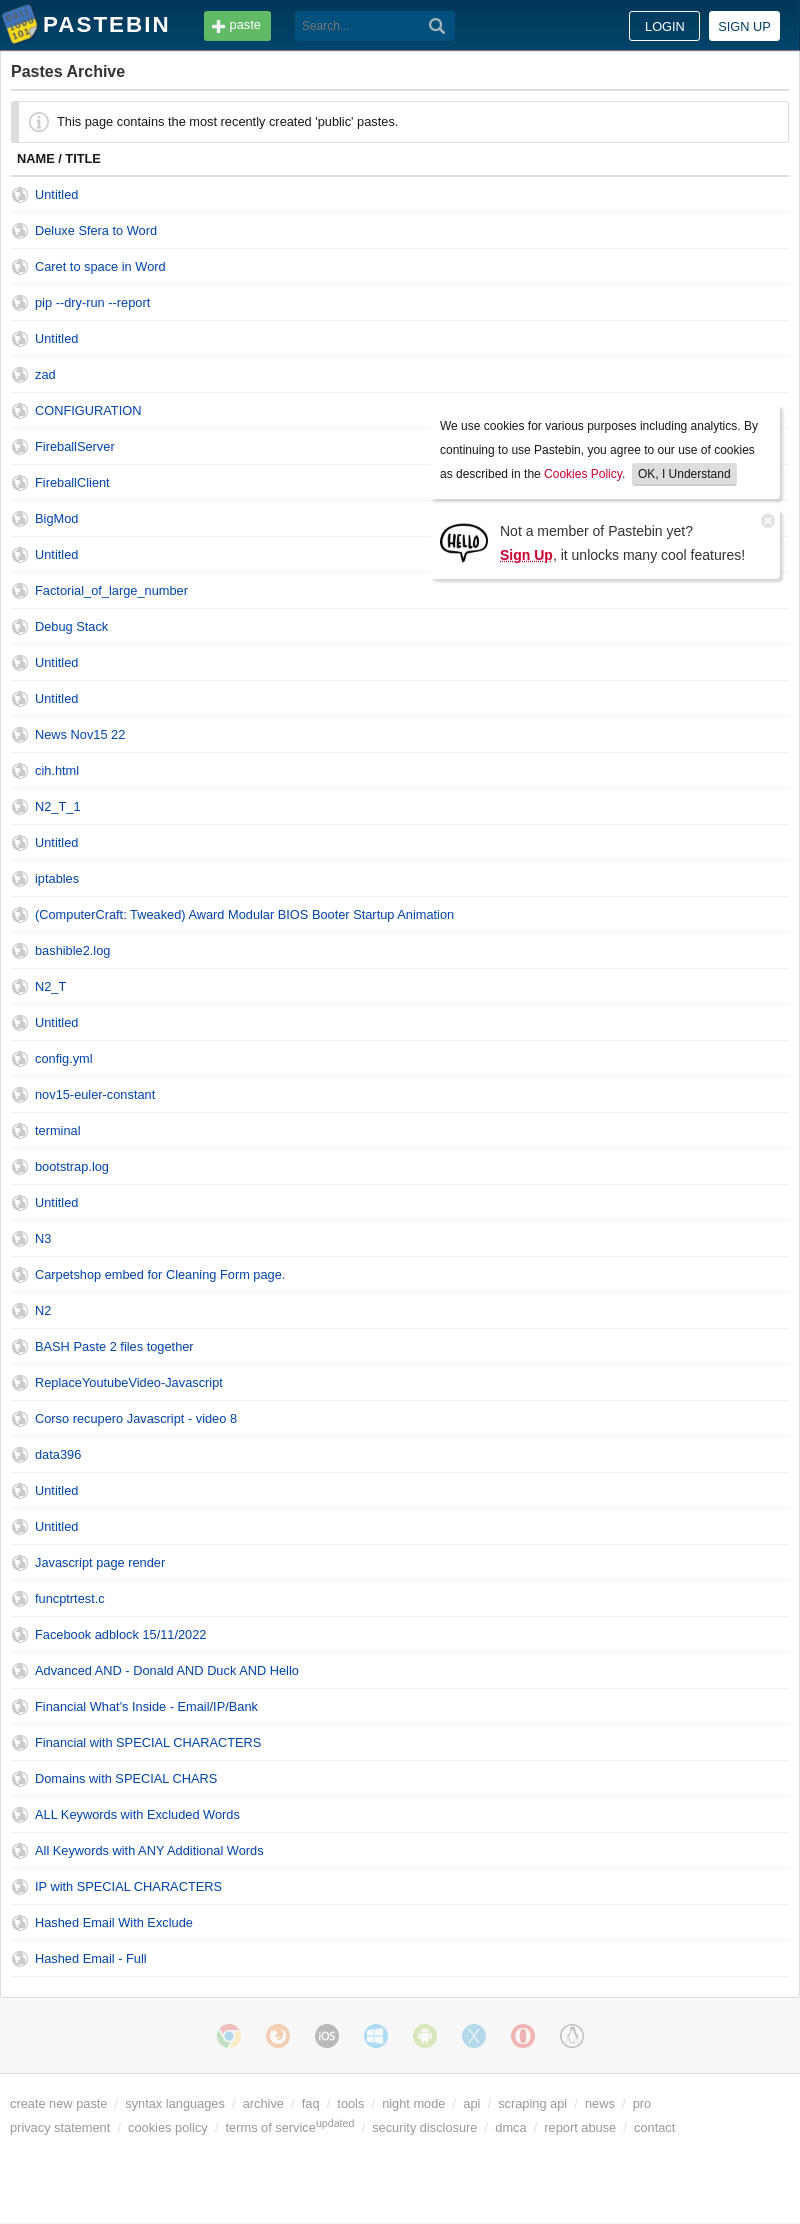 PASTEBIN paste Search... LOGIN SIGN UP
Pastes Archive
This page contains the most recently created 'public' pastes.
NAME / TITLE
Untitled
Deluxe Sfera to Word
Caret to space in Word
pip --dry-run --report
Untitled
zad
CONFIGURATION
FireballServer
FireballClient
BigMod
Untitled
We use cookies for various purposes including analytics. By
continuing to use Pastebin, you agree to our use of cookies
as described in the Cookies Policy. OK, I Understand
HELLO
Not a member of Pastebin yet?
Sign Up, it unlocks many cool features!
Factorial_of_large_number
Debug Stack
Untitled
Untitled
News Nov15 22
cih.html
N2_T_1
Untitled
iptables
(ComputerCraft: Tweaked) Award Modular BIOS Booter Startup Animation
bashible2.log
N2_T
Untitled
config.yml
nov15-euler-constant
terminal
bootstrap.log
Untitled
N3
Carpetshop embed for Cleaning Form page.
N2
BASH Paste 2 files together
ReplaceYoutubeVideo-Javascript
Corso recupero Javascript - video 8
data396
Untitled
Untitled
Javascript page render
funcptrtest.c
Facebook adblock 15/11/2022
Advanced AND - Donald AND Duck AND Hello
Financial What's Inside - Email/IP/Bank
Financial with SPECIAL CHARACTERS
Domains with SPECIAL CHARS
ALL Keywords with Excluded Words
All Keywords with ANY Additional Words
IP with SPECIAL CHARACTERS
Hashed Email With Exclude
Hashed Email - Full
iOS
create new paste / syntax languages / archive / faq / tools / night mode / api / scraping api / news / pro
privacy statement / cookies policy / terms of service updated / security disclosure / dmca / report abuse / contact